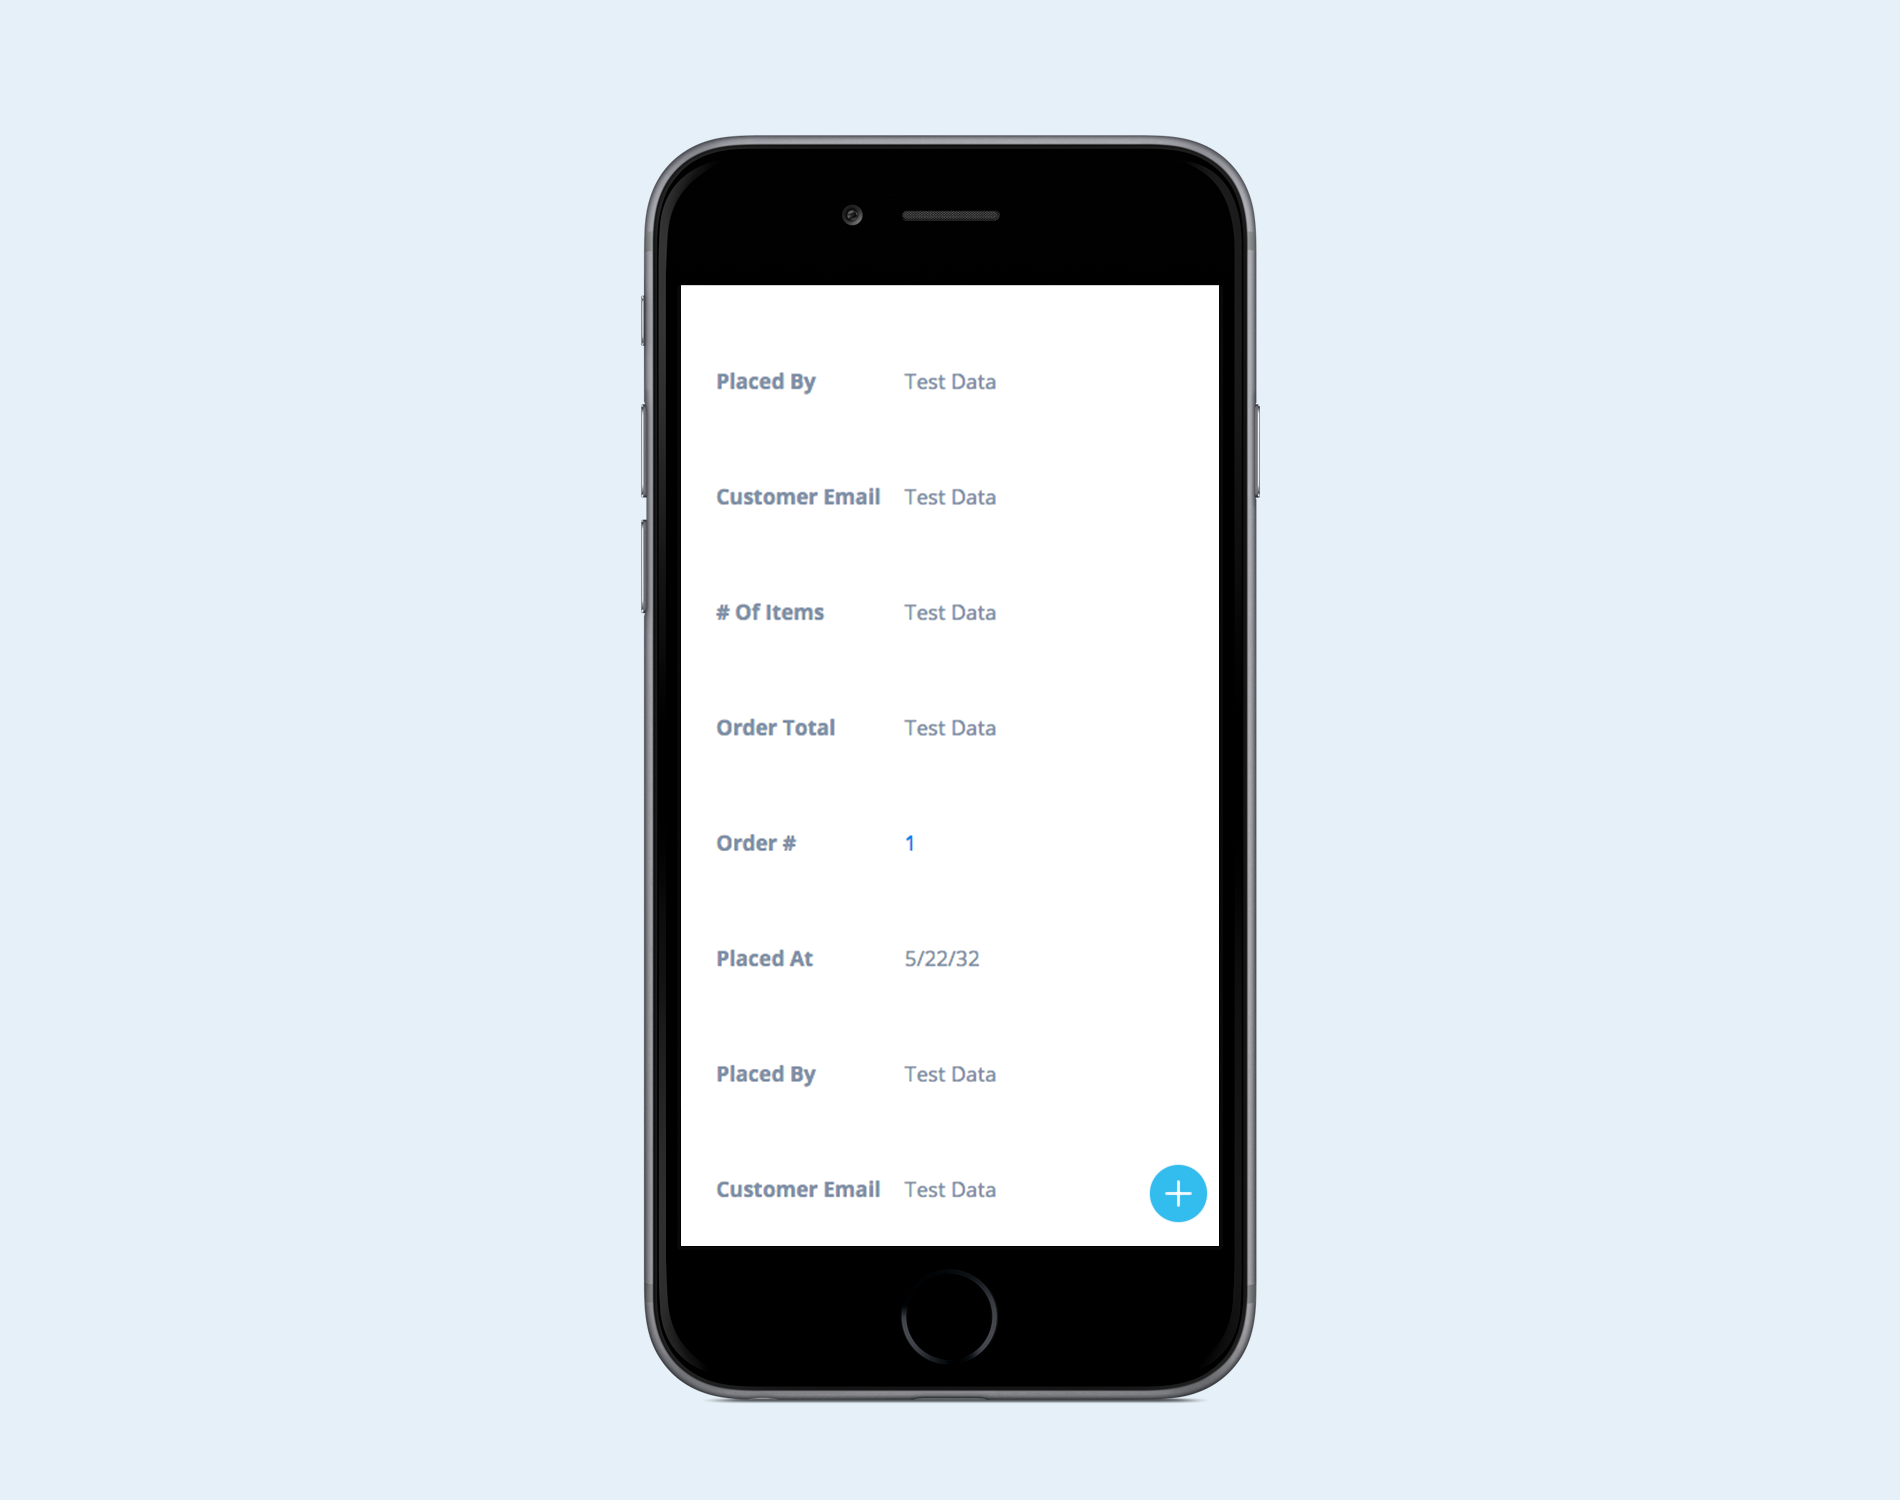 Placed By Test Data
Customer Email Test Data
# Of Items Test Data
Order Total Test Data
Order # 1
Placed At 5/22/32
Placed By Test Data
Customer Email Test Data